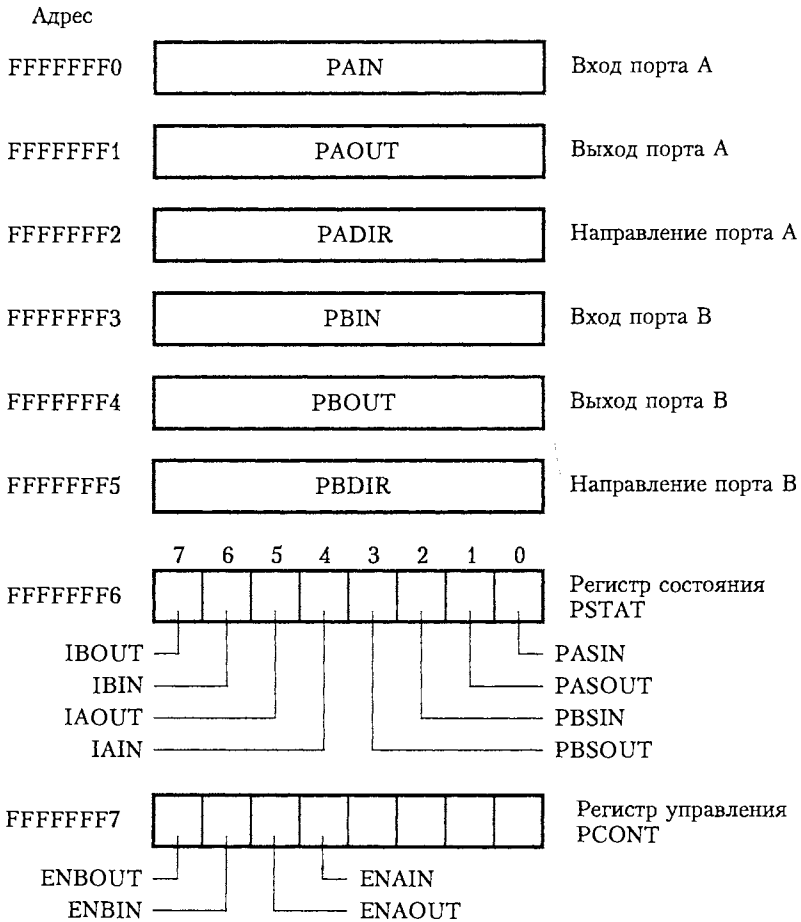 Адрес
FFFFFFF0 PAIN Вход порта A
FFFFFFF1 PAOUT Выход порта A
FFFFFFF2 PADIR Направление порта A
FFFFFFF3 PBIN Вход порта B
FFFFFFF4 PBOUT Выход порта B
FFFFFFF5 PBDIR Направление порта B
7 6 5 4 3 2 1 0
FFFFFFF6 Регистр состояния
PSTAT
IBOUT PASIN
IBIN PASOUT
IAOUT PBSIN
IAIN PBSOUT
FFFFFFF7 Регистр управления
PCONT
ENBOUT ENAIN
ENBIN ENAOUT